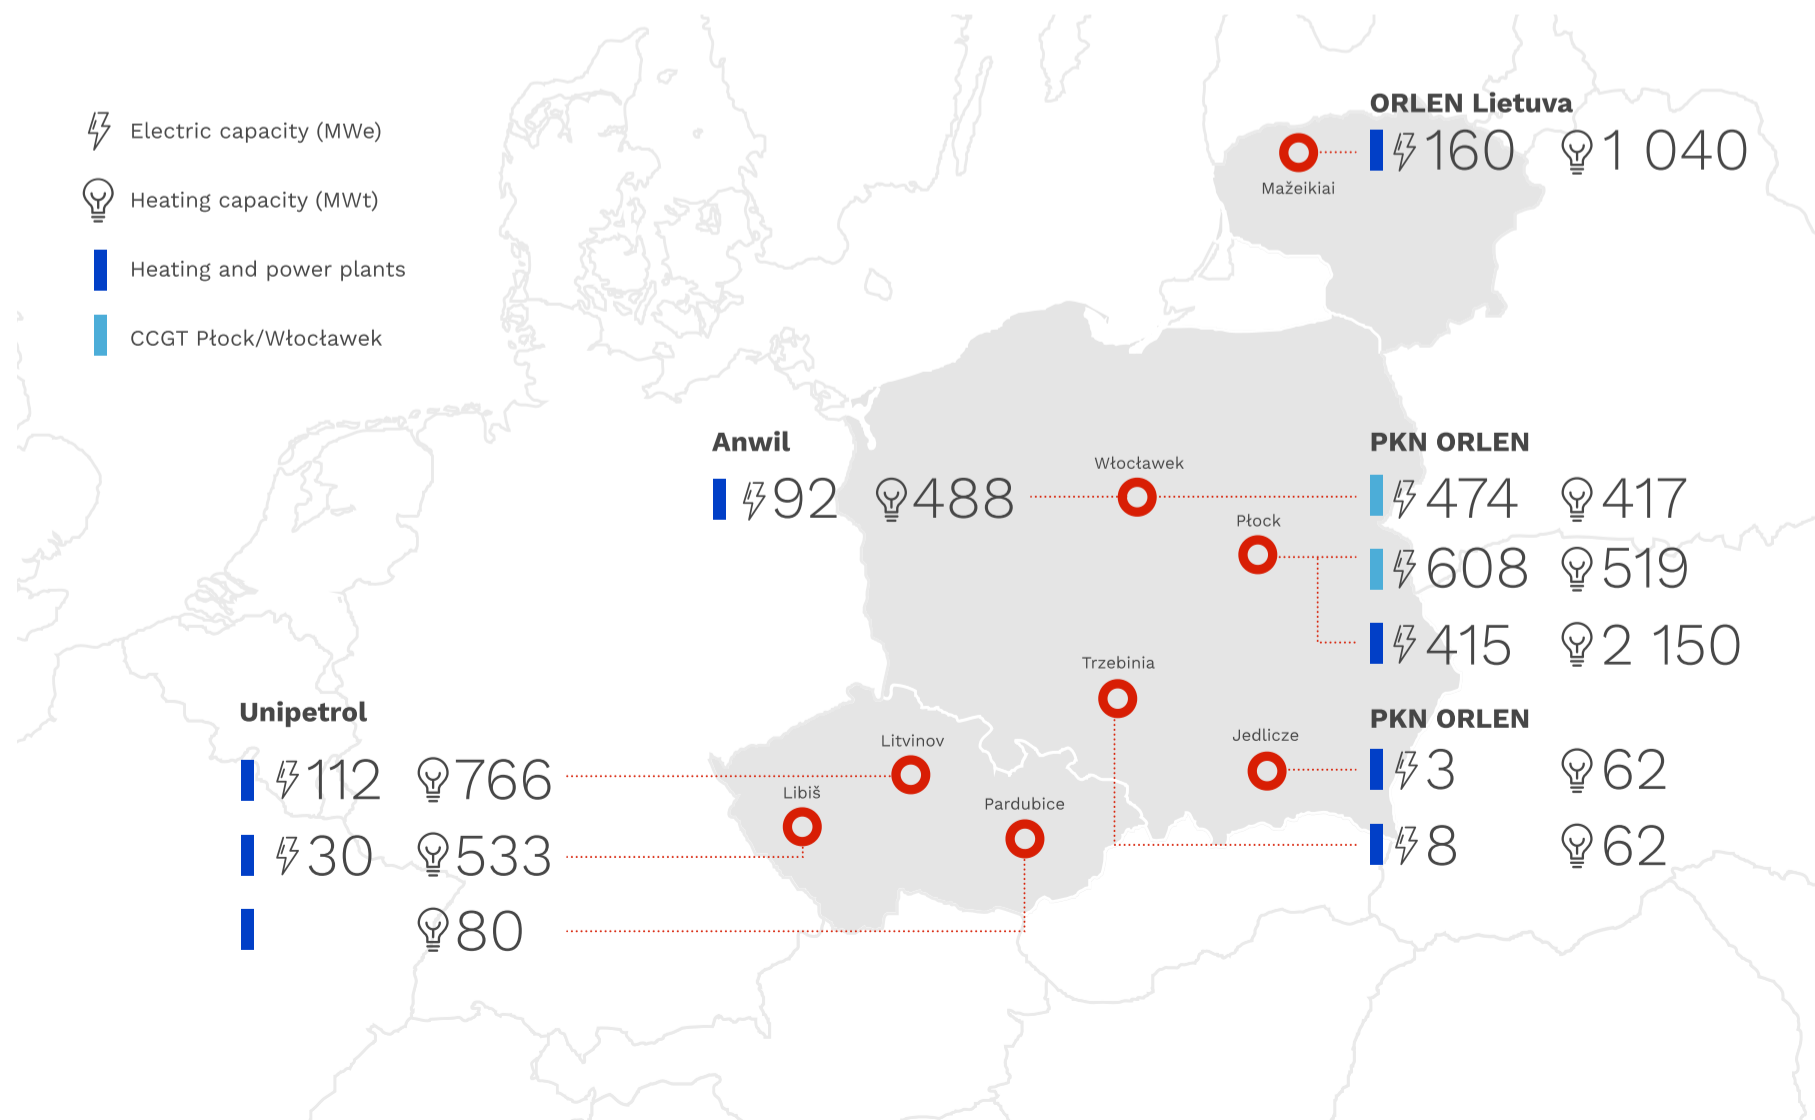 Electric capacity (MWe)
Heating capacity (MWt)
Heating and power plants
CCGT Płock/Włocławek
ORLEN Lietuva
160 1 040
Mažeikiai
Anwil
92 488
Włocławek
Płock
PKN ORLEN
474 417
608 519
415 2 150
Trzebinia
Jedlicze
PKN ORLEN
3 62
8 62
Unipetrol
112 766
30 533
80
Litvinov
Libiš
Pardubice